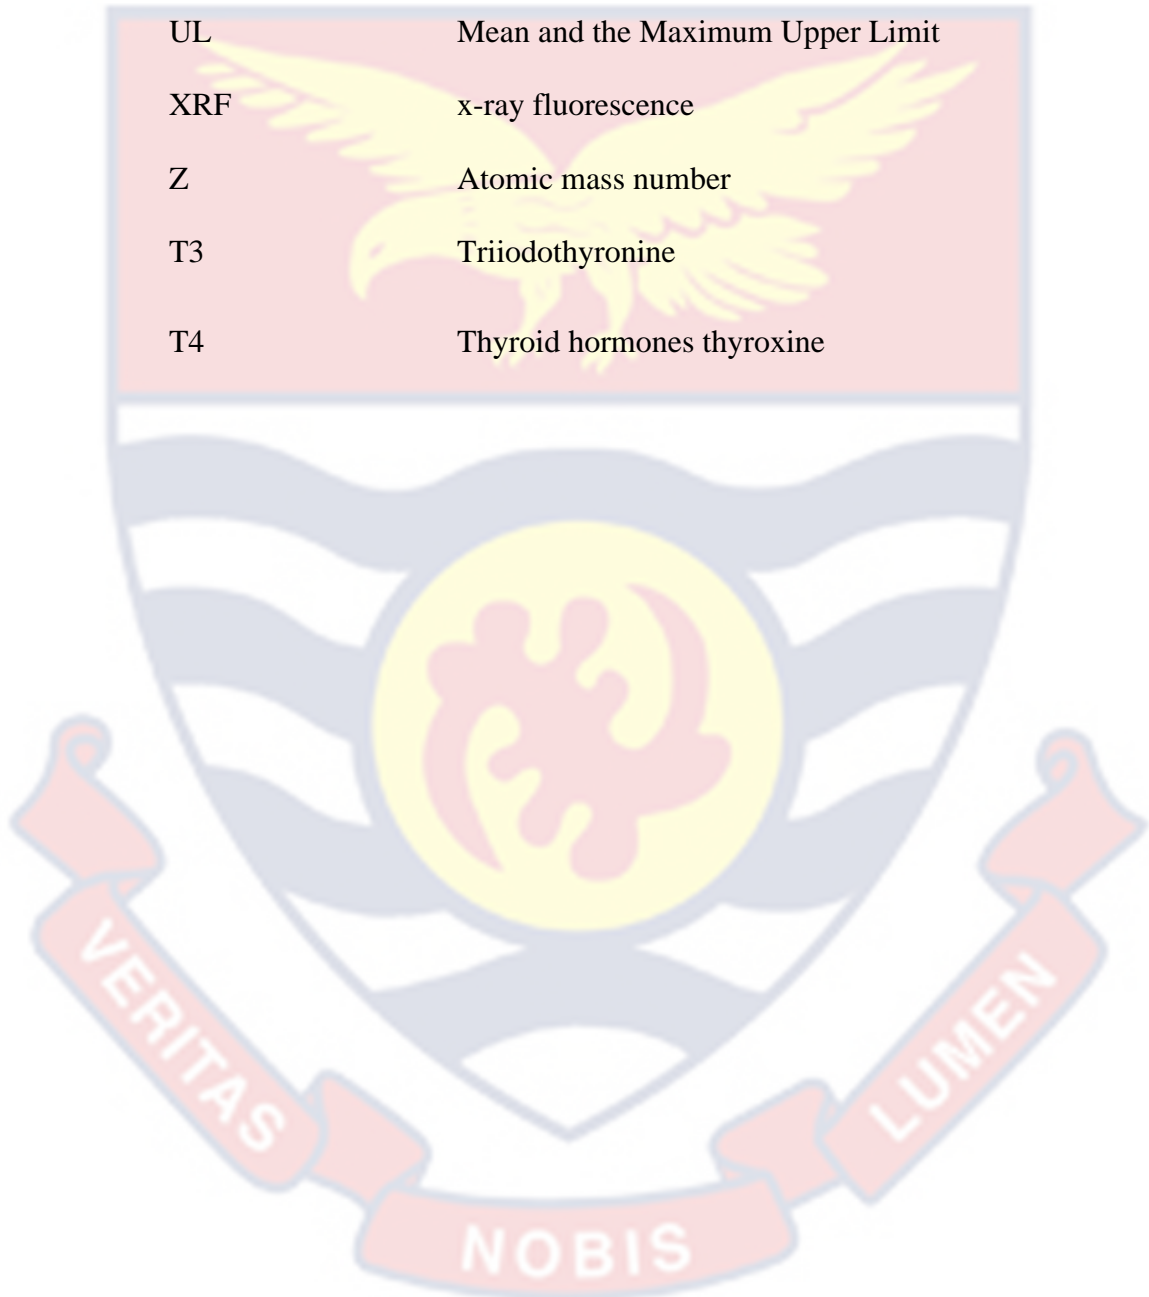 UL Mean and the Maximum Upper Limit
XRF x-ray fluorescence
Z Atomic mass number
T3 Triiodothyronine
T4 Thyroid hormones thyroxine
VERITAS
NOBIS
LUMEN